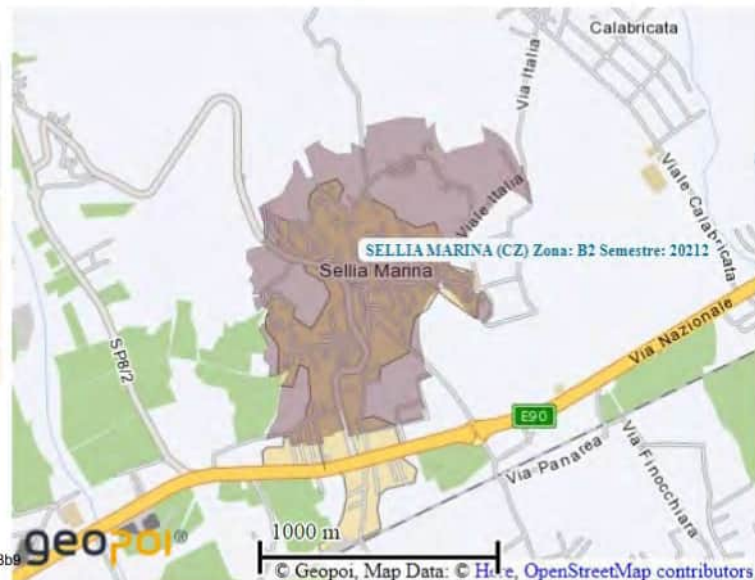 Calabricata
Via Italia
Viale Italia
Viale Calabricata
SELLIA MARINA (CZ) Zona: B2 Semestre: 20212
Sellia Marina
Via Nazionale
SP8/2
E90
Via Panarea
Via Finocchiara
3b9
geopoi®
1000 m
© Geopoi, Map Data: © Here, OpenStreetMap contributors